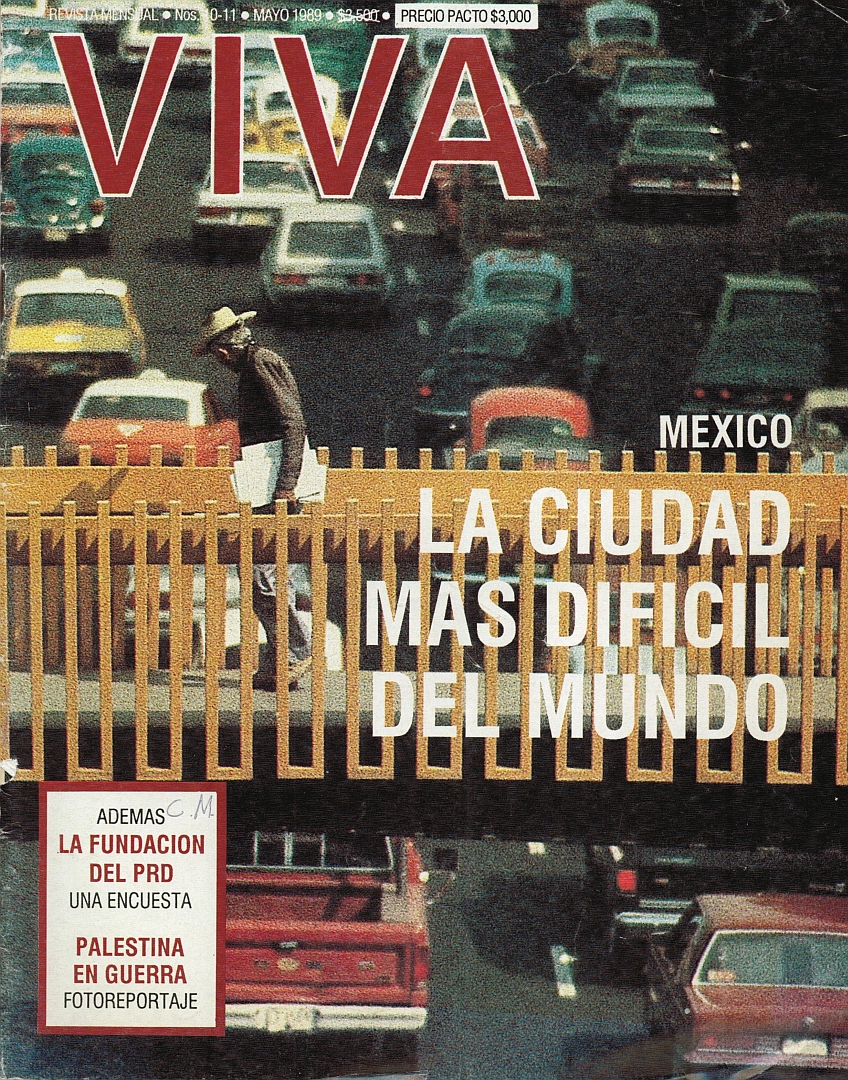 REVISTA MENSUAL ● Nos. 10-11 ● MAYO 1989 ● $3,500 ● PRECIO PACTO $3,000
VIVA
MEXICO
LA CIUDAD
MAS DIFICIL
DEL MUNDO
ADEMAS C.M.
LA FUNDACION
DEL PRD
UNA ENCUESTA
PALESTINA
EN GUERRA
FOTOREPORTAJE